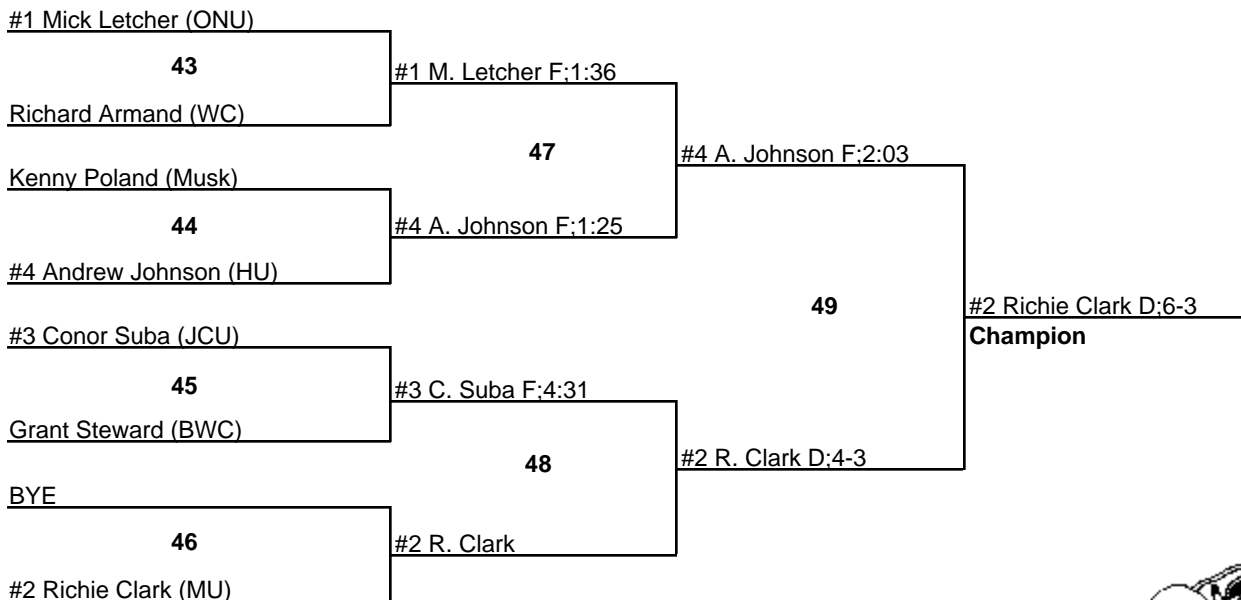 #1 Mick Letcher (ONU)
43
#1 M. Letcher F;1:36
Richard Armand (WC)
47
#4 A. Johnson F;2:03
Kenny Poland (Musk)
44
#4 A. Johnson F;1:25
#4 Andrew Johnson (HU)
49
#2 Richie Clark D;6-3
#3 Conor Suba (JCU)
Champion
45
#3 C. Suba F;4:31
Grant Steward (BWC)
48
#2 R. Clark D;4-3
BYE
46
#2 R. Clark
#2 Richie Clark (MU)